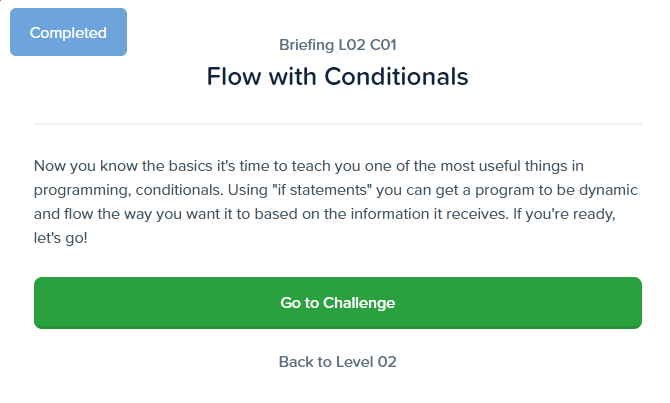 Completed
Briefing L02 C01
Flow with Conditionals
Now you know the basics it's time to teach you one of the most useful things in
programming, conditionals. Using "if statements" you can get a program to be dynamic
and flow the way you want it to based on the information it receives. If you're ready,
let's go!
Go to Challenge
Back to Level 02